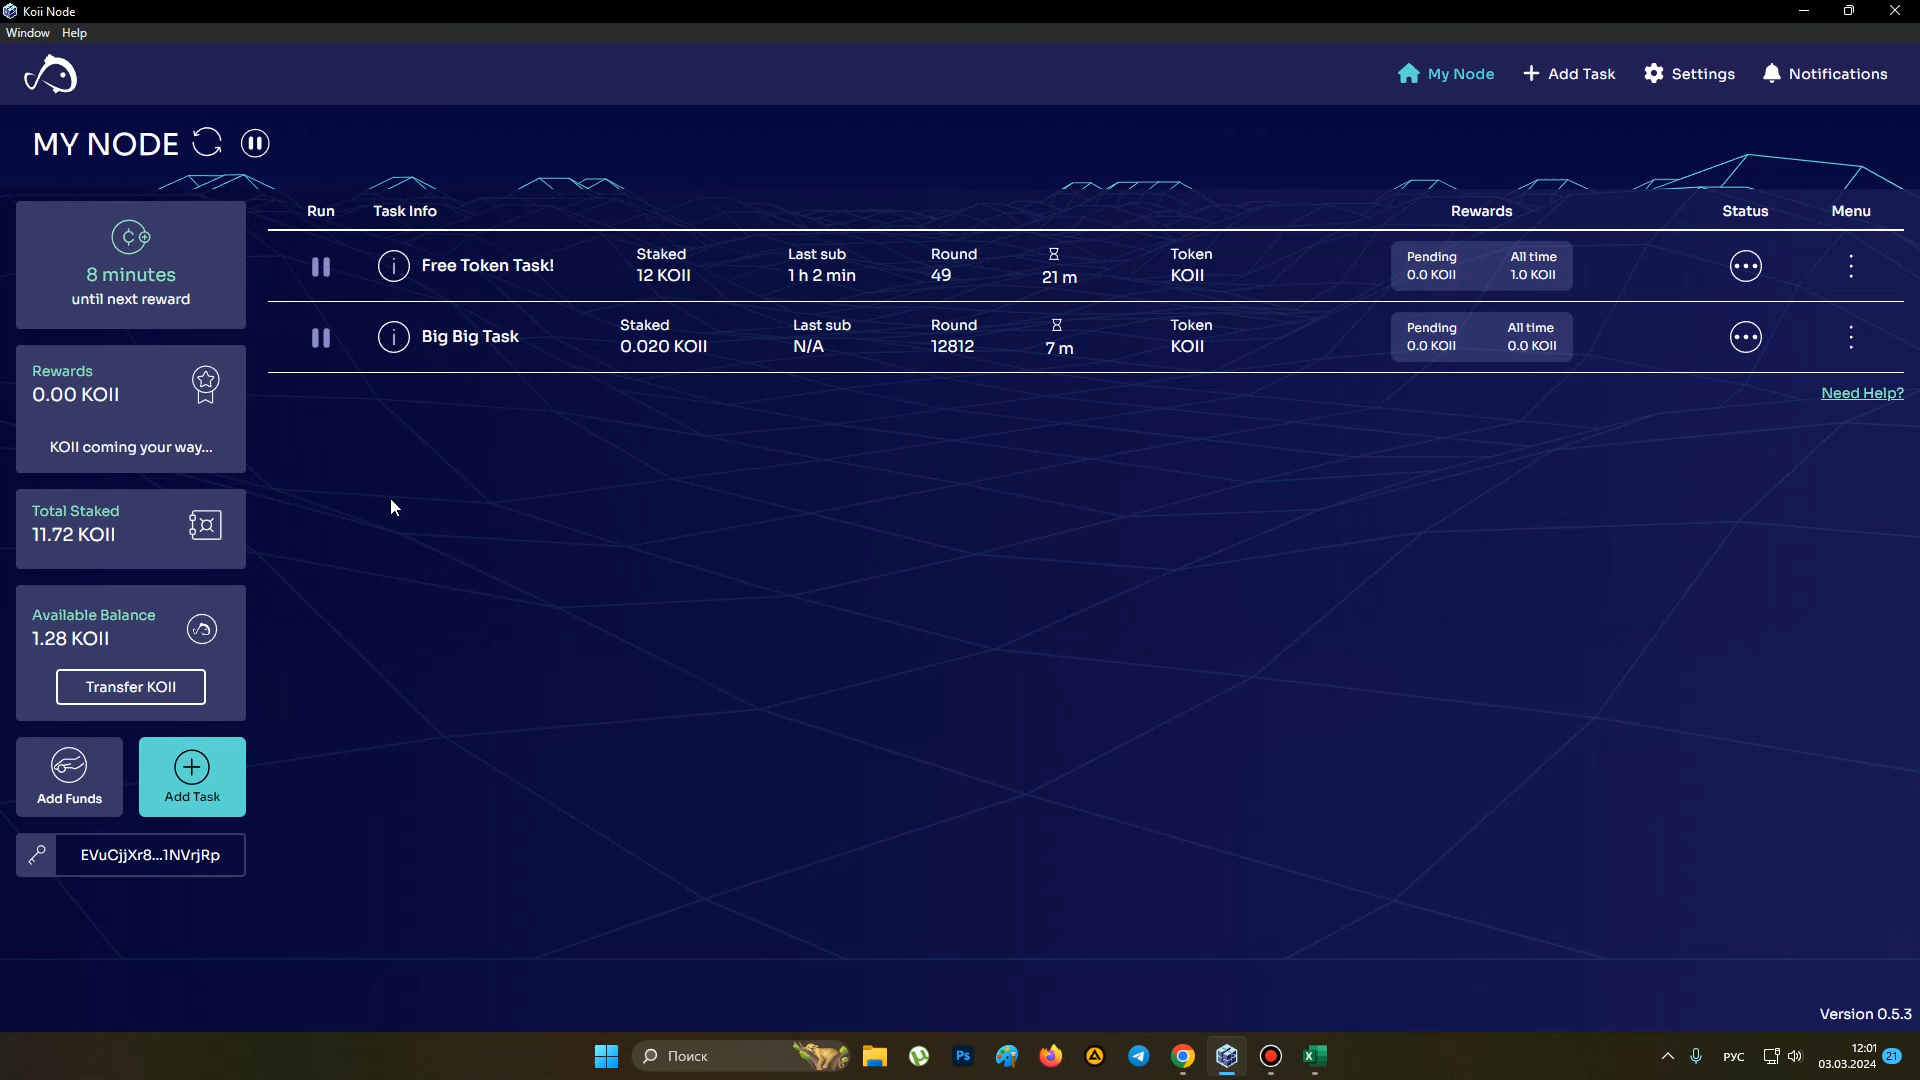 Koii Node
Window Help
My Node Add Task Settings Notifications
MY NODE
8 minutes
until next reward
Rewards
0.00 KOII
KOII coming your way...
Total Staked
11.72 KOII
Available Balance
1.28 KOII
Transfer KOII
Add Funds
Add Task
EVuCjjXr8...1NVrjRp
Run Task Info Rewards Status Menu
Free Token Task!
Staked
12 KOII
Last sub
1 h 2 min
Round
49
21 m
Token
KOII
Pending
0.0 KOII
All time
1.0 KOII
Big Big Task
Staked
0.020 KOII
Last sub
N/A
Round
12812
7 m
Token
KOII
Pending
0.0 KOII
All time
0.0 KOII
Need Help?
Version 0.5.3
Поиск
Ps
РУС
12:01
03.03.2024
21